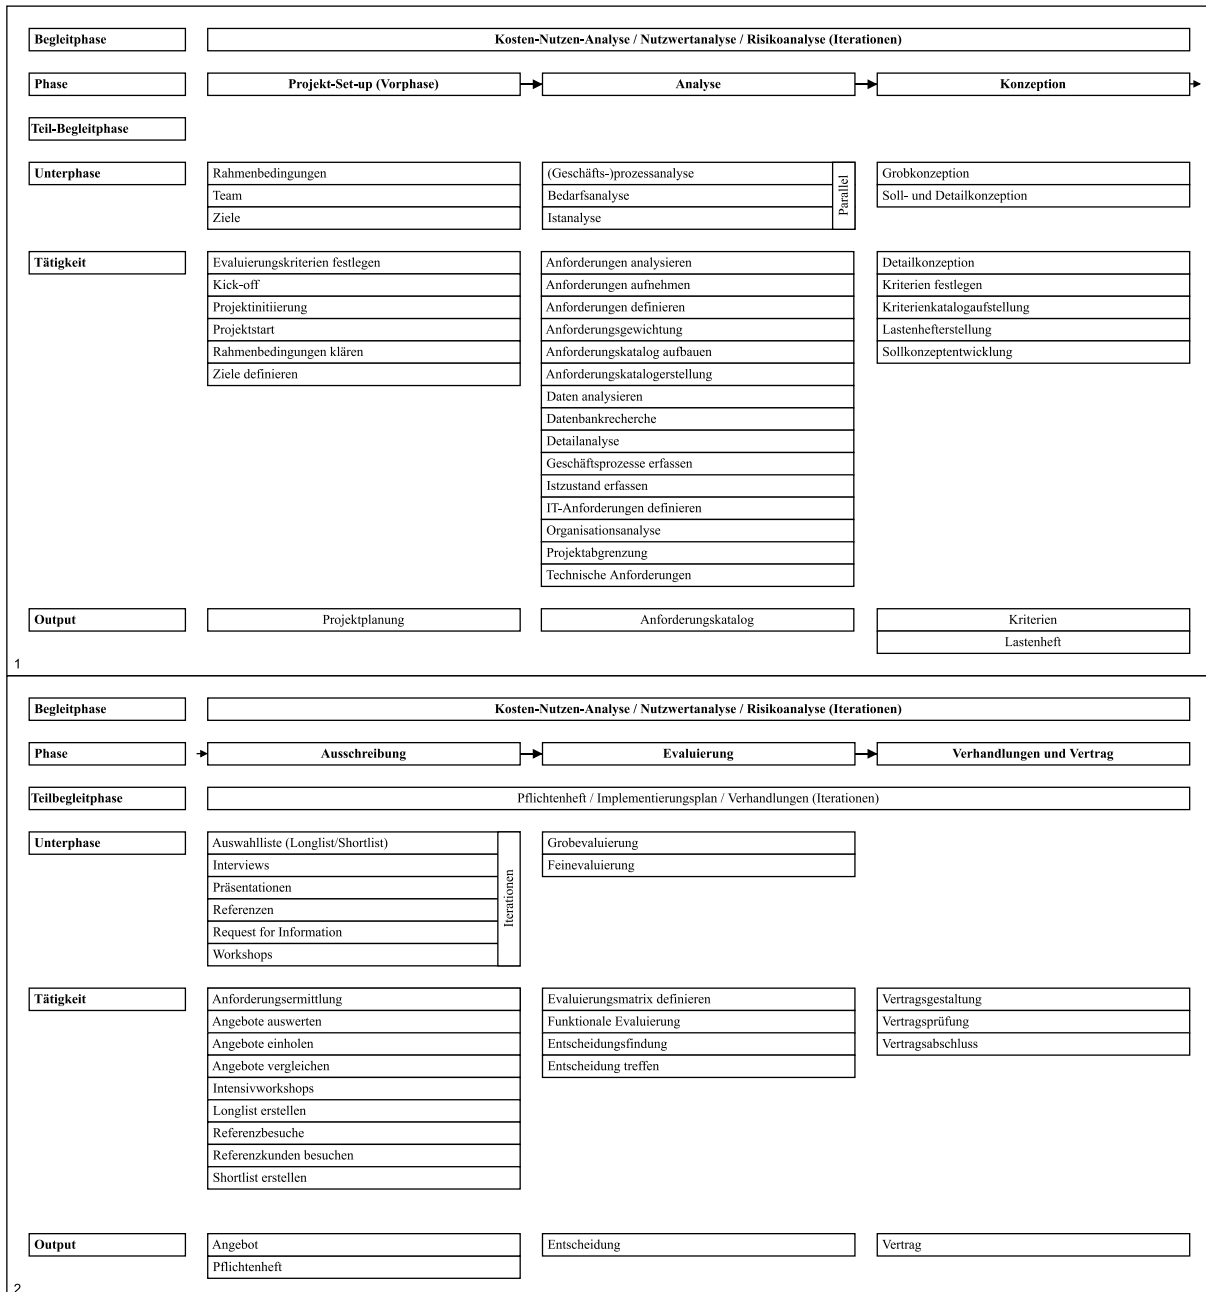 Begleitphase
Kosten-Nutzen-Analyse / Nutzwertanalyse / Risikoanalyse (Iterationen)
Phase
Projekt-Set-up (Vorphase)
Analyse
Konzeption
Teil-Begleitphase
Unterphase
Rahmenbedingungen
Team
Ziele
(Geschäfts-)prozessanalyse
Bedarfsanalyse
Istanalyse
Parallel
Grobkonzeption
Soll- und Detailkonzeption
Tätigkeit
Evaluierungskriterien festlegen
Kick-off
Projektinitiierung
Projektstart
Rahmenbedingungen klären
Ziele definieren
Anforderungen analysieren
Anforderungen aufnehmen
Anforderungen definieren
Anforderungsgewichtung
Anforderungskatalog aufbauen
Anforderungskatalogerstellung
Daten analysieren
Datenbankrecherche
Detailanalyse
Geschäftsprozesse erfassen
Istzustand erfassen
IT-Anforderungen definieren
Organisationsanalyse
Projektabgrenzung
Technische Anforderungen
Detailkonzeption
Kriterien festlegen
Kriterienkatalogaufstellung
Lastenhefterstellung
Sollkonzeptentwicklung
Output
Projektplanung
Anforderungskatalog
Kriterien
Lastenheft
1
Begleitphase
Kosten-Nutzen-Analyse / Nutzwertanalyse / Risikoanalyse (Iterationen)
Phase
Ausschreibung
Evaluierung
Verhandlungen und Vertrag
Teilbegleitphase
Pflichtenheft / Implementierungsplan / Verhandlungen (Iterationen)
Unterphase
Auswahlliste (Longlist/Shortlist)
Interviews
Präsentationen
Referenzen
Request for Information
Workshops
Iterationen
Grobevaluierung
Feinevaluierung
Tätigkeit
Anforderungsermittlung
Angebote auswerten
Angebote einholen
Angebote vergleichen
Intensivworkshops
Longlist erstellen
Referenzbesuche
Referenzkunden besuchen
Shortlist erstellen
Evaluierungsmatrix definieren
Funktionale Evaluierung
Entscheidungsfindung
Entscheidung treffen
Vertragsgestaltung
Vertragsprüfung
Vertragsabschluss
Output
Angebot
Pflichtenheft
Entscheidung
Vertrag
2